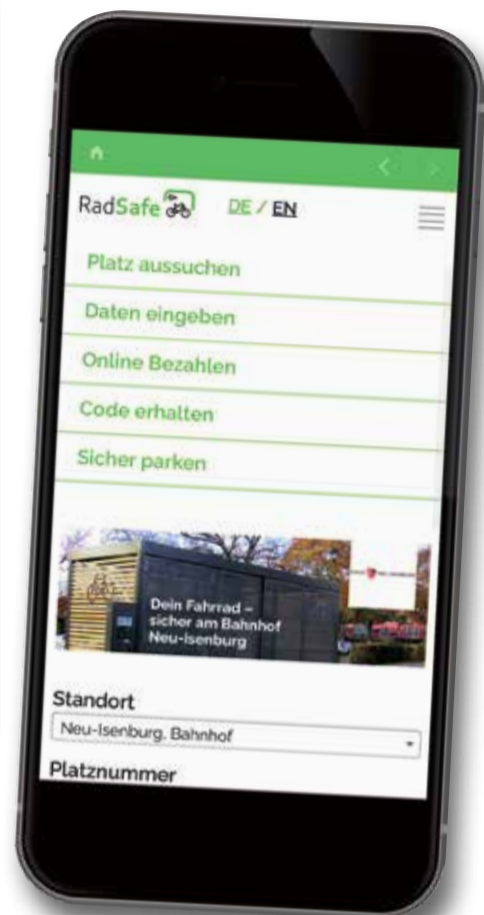 RadSafe DE / EN
Platz aussuchen
Daten eingeben
Online Bezahlen
Code erhalten
Sicher parken
Dein Fahrrad –
sicher am Bahnhof
Neu-isenburg
Standort
Neu-Isenburg, Bahnhof
Platznummer